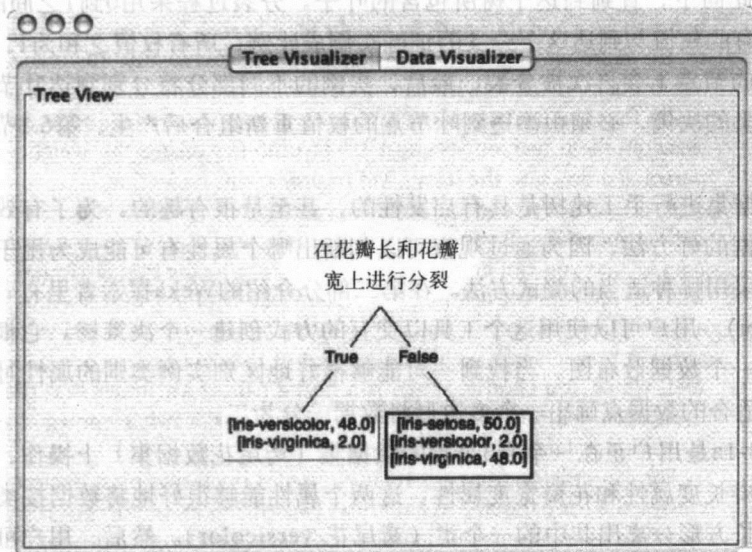 Tree Visualizer Data Visualizer
Tree View
在花瓣长和花瓣
宽上进行分裂
True False
[Iris-versicolor, 48.0]
[Iris-virginica, 2.0]
[Iris-setosa, 50.0]
[Iris-versicolor, 2.0]
[Iris-virginica, 48.0]